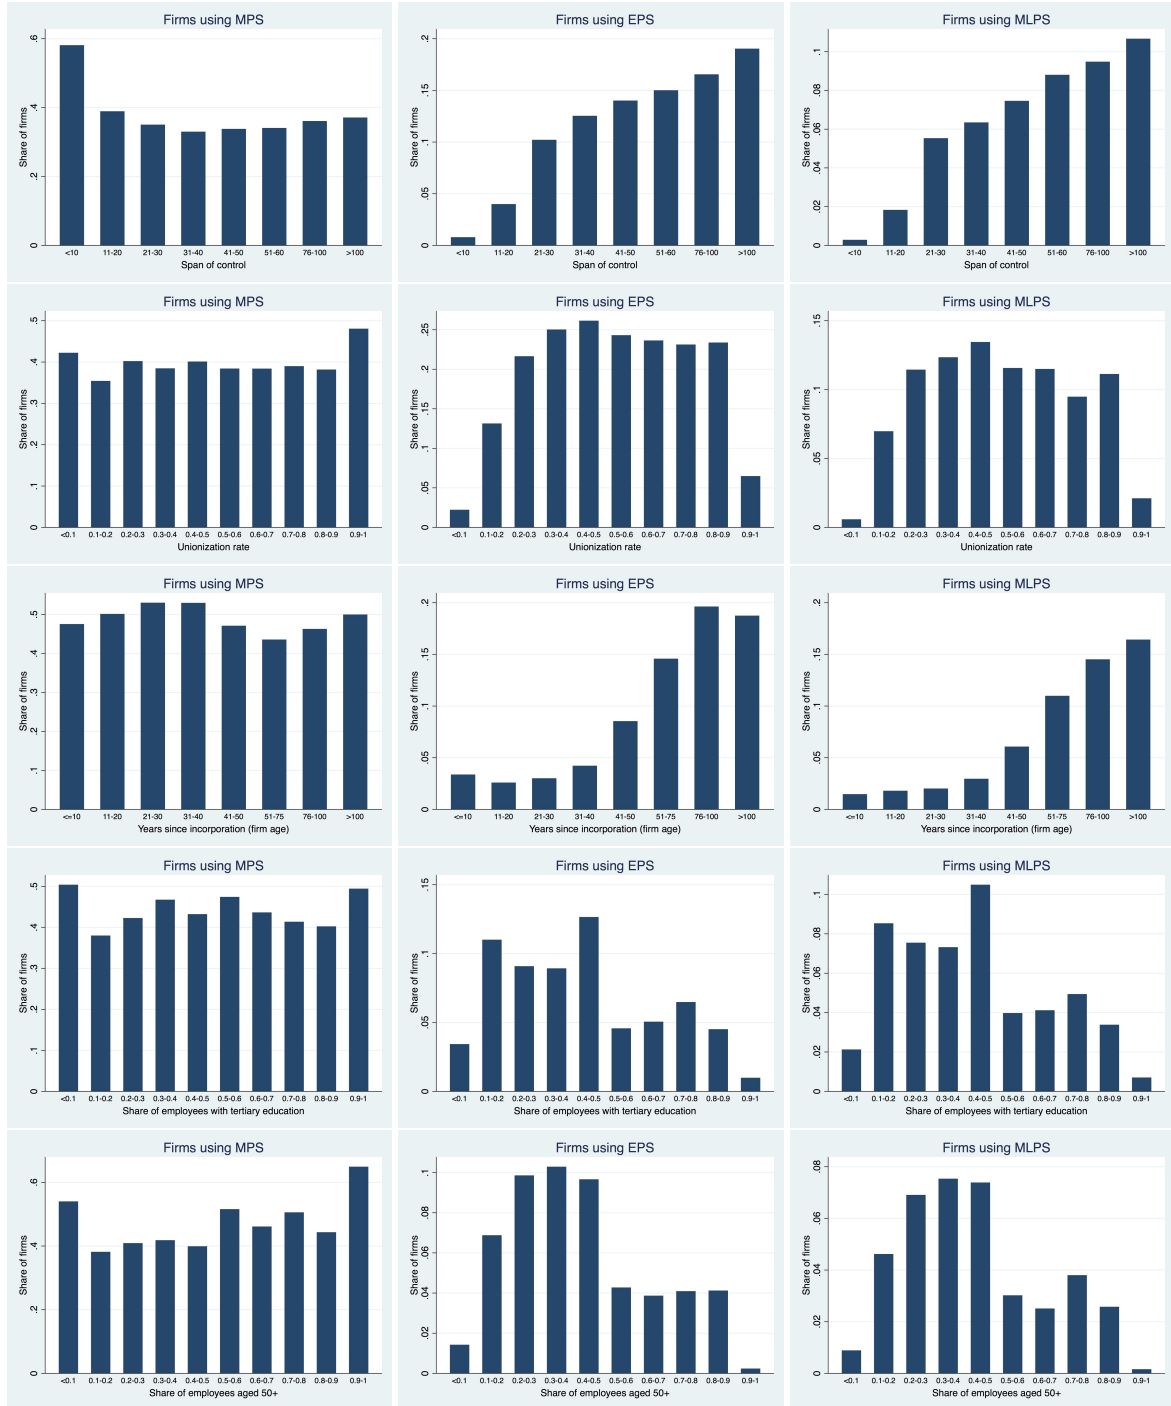 Firms using MPS
Share of firms
0 .2 .4 .6
<10 11-20 21-30 31-40 41-50 51-60 76-100 >100
Span of control
Firms using EPS
Share of firms
0 .05 .1 .15 .2
<10 11-20 21-30 31-40 41-50 51-60 76-100 >100
Span of control
Firms using MLPS
Share of firms
0 .02 .04 .06 .08 .1
<10 11-20 21-30 31-40 41-50 51-60 76-100 >100
Span of control
Firms using MPS
Share of firms
0 .1 .2 .3 .4 .5
<0.1 0.1-0.2 0.2-0.3 0.3-0.4 0.4-0.5 0.5-0.6 0.6-0.7 0.7-0.8 0.8-0.9 0.9-1
Unionization rate
Firms using EPS
Share of firms
0 .05 .1 .15 .2 .25
<0.1 0.1-0.2 0.2-0.3 0.3-0.4 0.4-0.5 0.5-0.6 0.6-0.7 0.7-0.8 0.8-0.9 0.9-1
Unionization rate
Firms using MLPS
Share of firms
0 .05 .1 .15
<0.1 0.1-0.2 0.2-0.3 0.3-0.4 0.4-0.5 0.5-0.6 0.6-0.7 0.7-0.8 0.8-0.9 0.9-1
Unionization rate
Firms using MPS
Share of firms
0 .1 .2 .3 .4 .5
<=10 11-20 21-30 31-40 41-50 51-75 76-100 >100
Years since incorporation (firm age)
Firms using EPS
Share of firms
0 .05 .1 .15 .2
<=10 11-20 21-30 31-40 41-50 51-75 76-100 >100
Years since incorporation (firm age)
Firms using MLPS
Share of firms
0 .05 .1 .15 .2
<=10 11-20 21-30 31-40 41-50 51-75 76-100 >100
Years since incorporation (firm age)
Firms using MPS
Share of firms
0 .1 .2 .3 .4 .5
<0.1 0.1-0.2 0.2-0.3 0.3-0.4 0.4-0.5 0.5-0.6 0.6-0.7 0.7-0.8 0.8-0.9 0.9-1
Share of employees with tertiary education
Firms using EPS
Share of firms
0 .05 .1 .15
<0.1 0.1-0.2 0.2-0.3 0.3-0.4 0.4-0.5 0.5-0.6 0.6-0.7 0.7-0.8 0.8-0.9 0.9-1
Share of employees with tertiary education
Firms using MLPS
Share of firms
0 .02 .04 .06 .08 .1
<0.1 0.1-0.2 0.2-0.3 0.3-0.4 0.4-0.5 0.5-0.6 0.6-0.7 0.7-0.8 0.8-0.9 0.9-1
Share of employees with tertiary education
Firms using MPS
Share of firms
0 .2 .4 .6
<0.1 0.1-0.2 0.2-0.3 0.3-0.4 0.4-0.5 0.5-0.6 0.6-0.7 0.7-0.8 0.8-0.9 0.9-1
Share of employees aged 50+
Firms using EPS
Share of firms
0 .02 .04 .06 .08 .1
<0.1 0.1-0.2 0.2-0.3 0.3-0.4 0.4-0.5 0.5-0.6 0.6-0.7 0.7-0.8 0.8-0.9 0.9-1
Share of employees aged 50+
Firms using MLPS
Share of firms
0 .02 .04 .06 .08
<0.1 0.1-0.2 0.2-0.3 0.3-0.4 0.4-0.5 0.5-0.6 0.6-0.7 0.7-0.8 0.8-0.9 0.9-1
Share of employees aged 50+